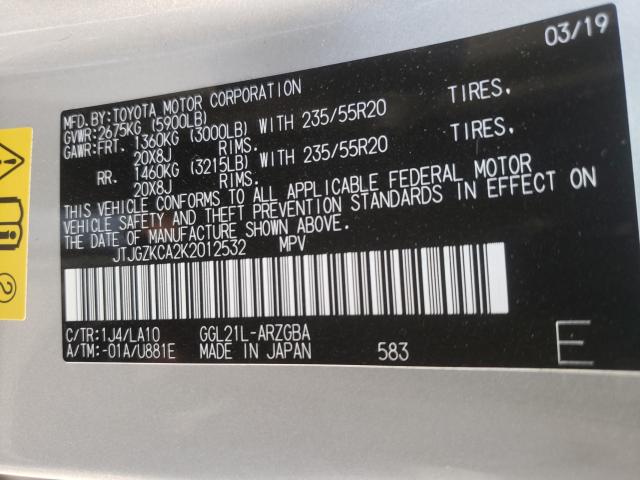 03/19
MFD.BY:TOYOTA MOTOR CORPORATION
GVWR:2675KG (5900LB)
GAWR:FRT. 1360KG (3000LB) WITH 235/55R20 TIRES,
20X8J RIMS.
RR. 1460KG (3215LB) WITH 235/55R20 TIRES,
20X8J RIMS.
THIS VEHICLE CONFORMS TO ALL APPLICABLE FEDERAL MOTOR
VEHICLE SAFETY AND THEFT PREVENTION STANDARDS IN EFFECT ON
THE DATE OF MANUFACTURE SHOWN ABOVE.
JTJGZKCA2K2012532 MPV
C/TR:1J4/LA10 GGL21L-ARZGBA
A/TM:-01A/U881E MADE IN JAPAN 583 E
2